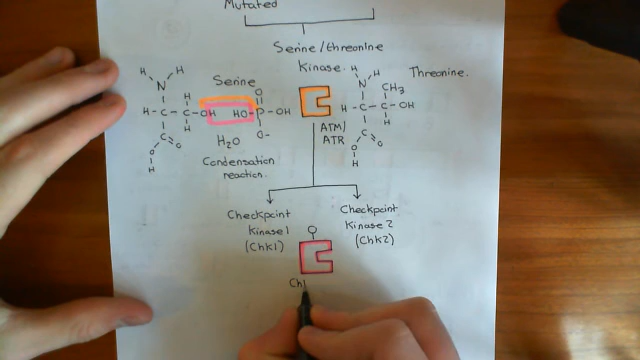 Mutated
Serine/threonine
Kinase.
Serine
Threonine.
H H
N
H-C-C-OH HO-P-OH
H
H
O
O-
C
O
O
H
H2O
Condensation
reaction.
ATM/
ATR
H H
N
CH3
H-C-C-OH
H
C
O
O
H
Checkpoint
Kinase 1
(Chk1)
Checkpoint
Kinase 2
(Chk2)
Ch